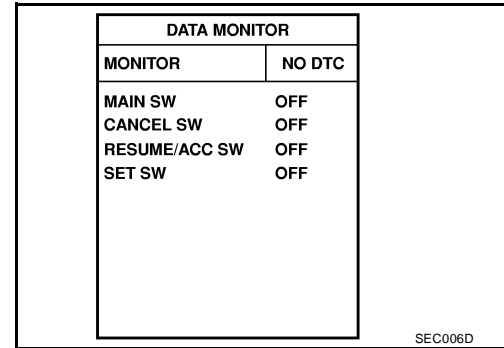 DATA MONITOR
MONITOR NO DTC
MAIN SW OFF
CANCEL SW OFF
RESUME/ACC SW OFF
SET SW OFF
SEC006D